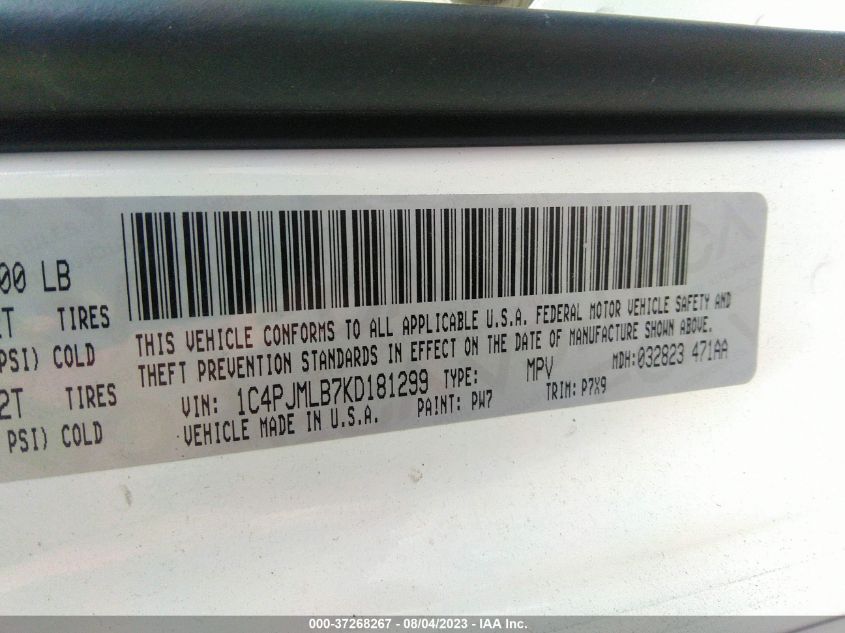 00 LB
TIRES
PSI) COLD
2T TIRES
PSI) COLD
THIS VEHICLE CONFORMS TO ALL APPLICABLE U.S.A. FEDERAL MOTOR VEHICLE SAFETY AND
THEFT PREVENTION STANDARDS IN EFFECT ON THE DATE OF MANUFACTURE SHOWN ABOVE.
VIN: 1C4PJMLB7KD181299 TYPE: MPV MDH:032823 471AA
VEHICLE MADE IN U.S.A. PAINT: PW7 TRIM: P7X9
000-37268267 - 08/04/2023 - IAA Inc.